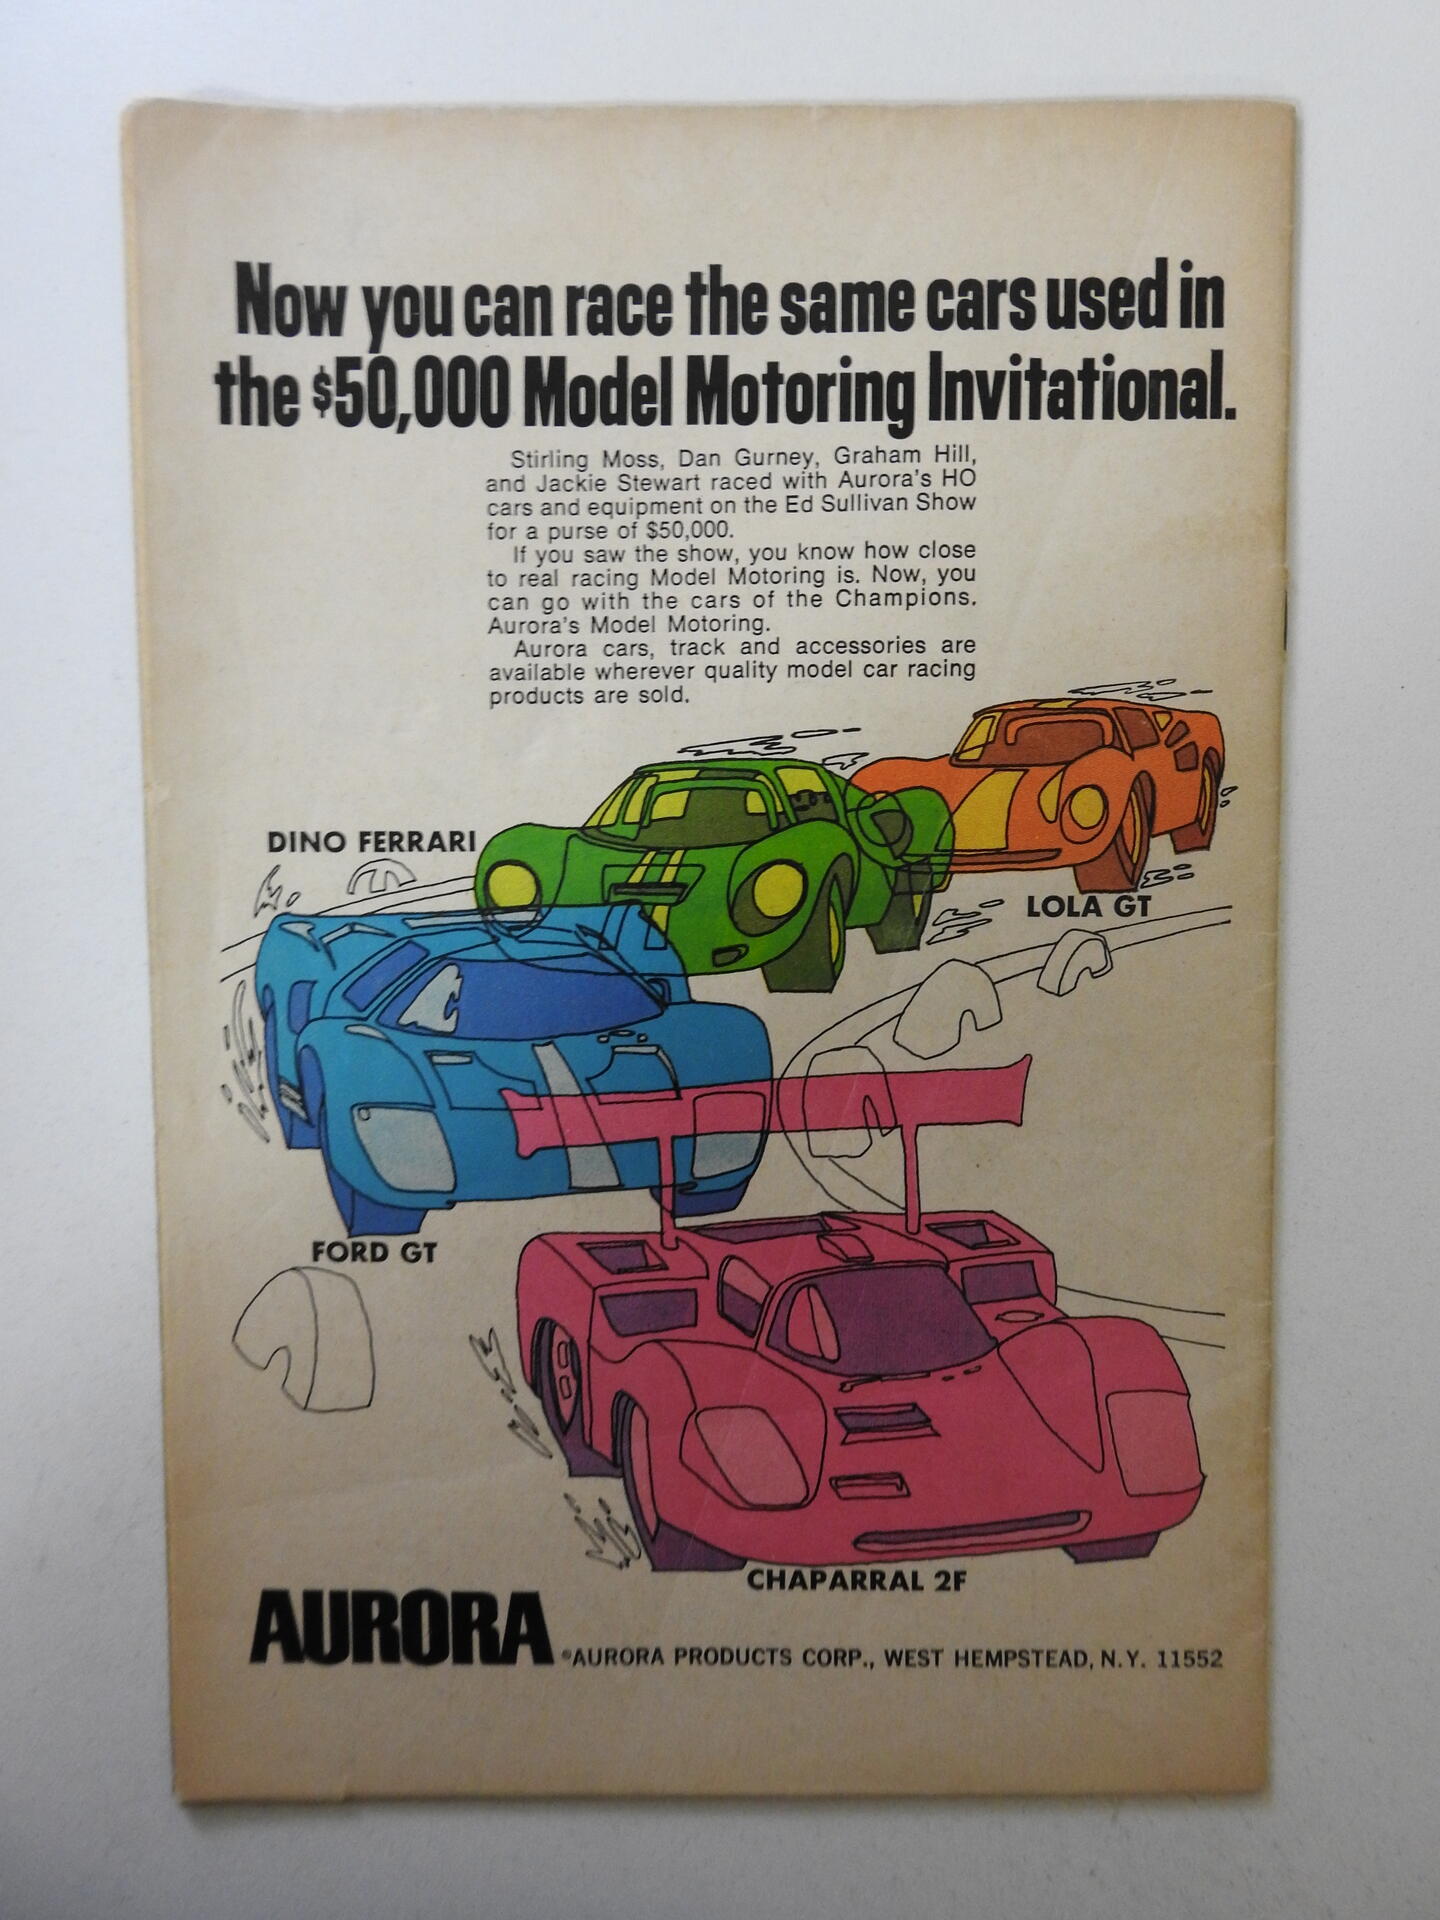 Now you can race the same cars used in
the $50,000 Model Motoring Invitational.
Stirling Moss, Dan Gurney, Graham Hill,
and Jackie Stewart raced with Aurora's HO
cars and equipment on the Ed Sullivan Show
for a purse of $50,000.
If you saw the show, you know how close
to real racing Model Motoring is. Now, you
can go with the cars of the Champions.
Aurora's Model Motoring.
Aurora cars, track and accessories are
available wherever quality model car racing
products are sold.
DINO FERRARI
LOLA GT
FORD GT
CHAPARRAL 2F
AURORA
®AURORA PRODUCTS CORP., WEST HEMPSTEAD, N.Y. 11552